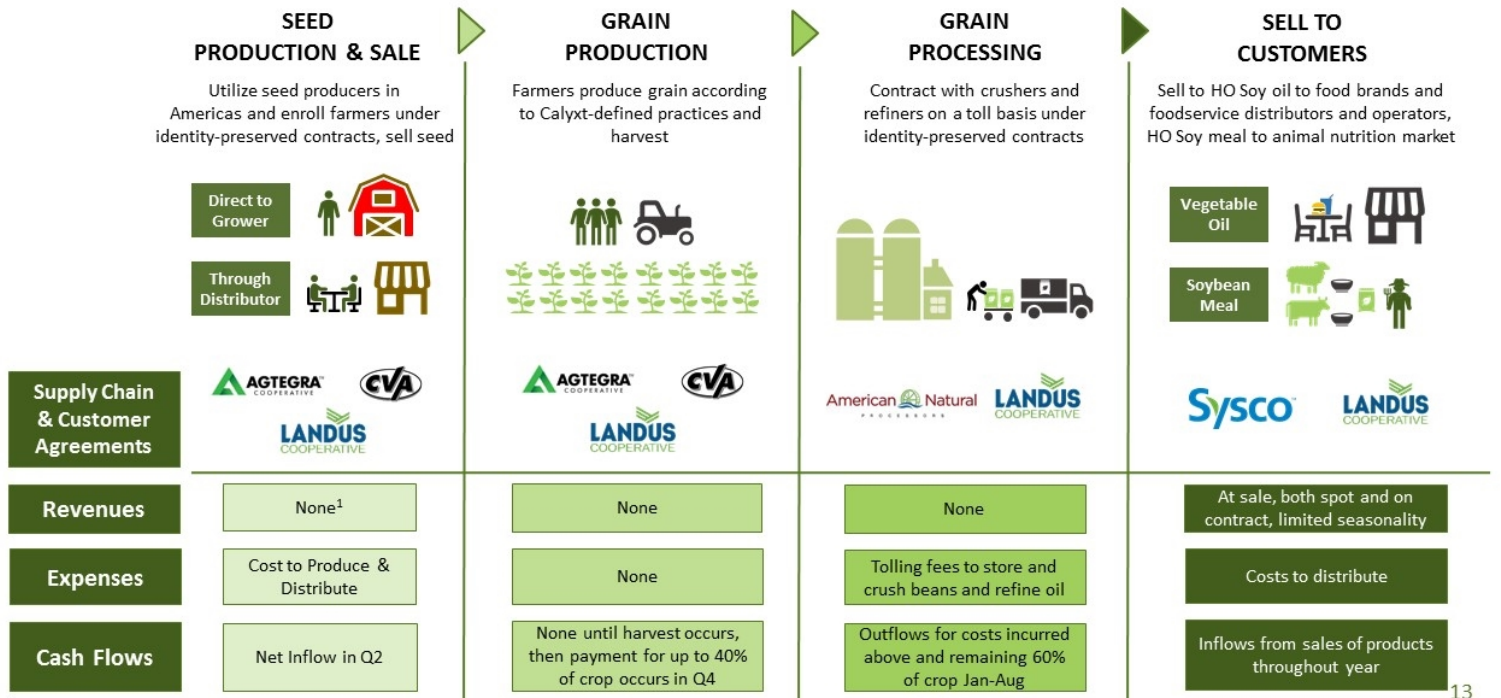 SEED
PRODUCTION & SALE
Utilize seed producers in
Americas and enroll farmers under
identity-preserved contracts, sell seed
GRAIN
PRODUCTION
Farmers produce grain according
to Calyxt-defined practices and
harvest
GRAIN
PROCESSING
Contract with crushers and
refiners on a toll basis under
identity-preserved contracts
SELL TO
CUSTOMERS
Sell to HO Soy oil to food brands and
foodservice distributors and operators,
HO Soy meal to animal nutrition market
Direct to
Grower
Through
Distributor
Vegetable
Oil
Soybean
Meal
Supply Chain
& Customer
Agreements
AGTEGRA™
COOPERATIVE
CVA
LANDUS
COOPERATIVE
AGTEGRA™
COOPERATIVE
CVA
LANDUS
COOPERATIVE
American Natural
PROCESSORS
LANDUS
COOPERATIVE
Sysco™
LANDUS
COOPERATIVE
Revenues
None¹
None
None
At sale, both spot and on
contract, limited seasonality
Expenses
Cost to Produce &
Distribute
None
Tolling fees to store and
crush beans and refine oil
Costs to distribute
Cash Flows
Net Inflow in Q2
None until harvest occurs,
then payment for up to 40%
of crop occurs in Q4
Outflows for costs incurred
above and remaining 60%
of crop Jan-Aug
Inflows from sales of products
throughout year
13